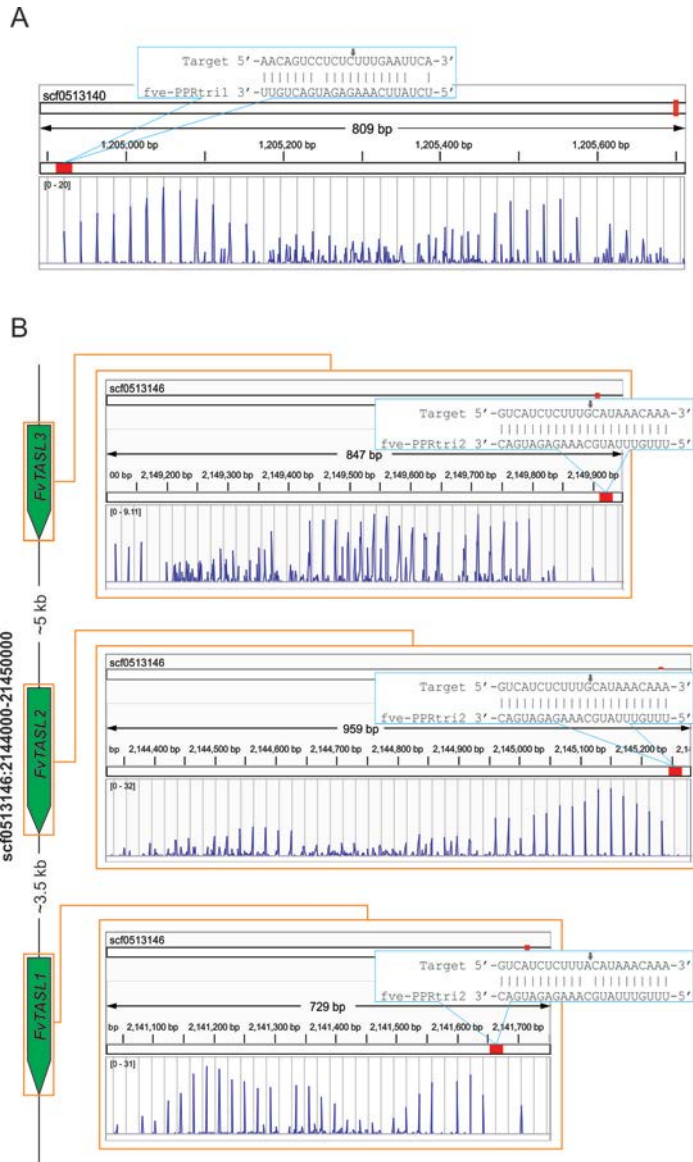 A
Target 5’-AACAGUCCUCUCUUUGAAUUCA-3’
|||||| |||||| |||||||| |
fve-PPRtri1 3’-UUGUCAGUAGAGAAACUUAUCU-5’
scf0513140
809 bp
1,205,000 bp 1,205,200 bp 1,205,400 bp 1,205,600 bp
[0 - 20]
B
scf0513146:2144000-21450000
FvTASL3
scf0513146
Target 5’-GUCAUCUCUUUGCAUAAACAAA-3’
fve-PPRtri2 3’-CAGUAGAGAAACGUAUUUGUUU-5’
847 bp
00 bp 2,149,200 bp 2,149,300 bp 2,149,400 bp 2,149,500 bp 2,149,600 bp 2,149,700 bp 2,149,800 bp 2,149,900 bp
[0 - 9.11]
~5 kb
FvTASL2
scf0513146
Target 5’-GUCAUCUCUUUGCAUAAACAAA-3’
fve-PPRtri2 3’-CAGUAGAGAAACGUAUUUGUUU-5’
959 bp
bp 2,144,400 bp 2,144,500 bp 2,144,600 bp 2,144,700 bp 2,144,800 bp 2,144,900 bp 2,145,000 bp 2,145,100 bp 2,145,200 bp 2,14
[0 - 32]
~3.5 kb
FvTASL1
scf0513146
Target 5’-GUCAUCUCUUUACAUAAACAAA-3’
fve-PPRtri2 3’-CAGUAGAGAAACGUAUUUGUUU-5’
729 bp
bp 2,141,100 bp 2,141,200 bp 2,141,300 bp 2,141,400 bp 2,141,500 bp 2,141,600 bp 2,141,700 bp
[0 - 31]